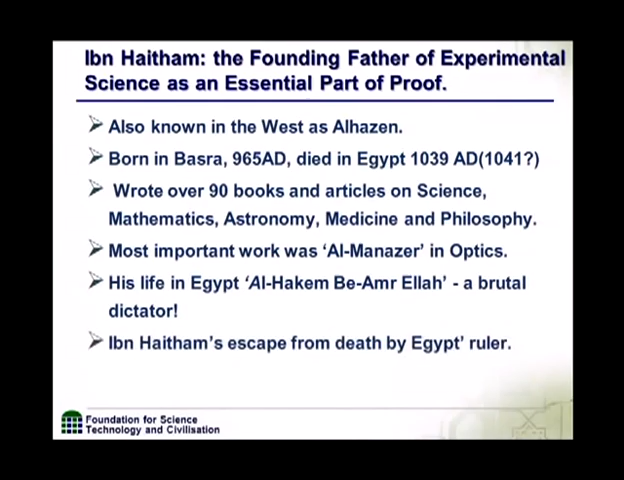 Ibn Haitham: the Founding Father of Experimental
Science as an Essential Part of Proof.
Also known in the West as Alhazen.
Born in Basra, 965AD, died in Egypt 1039 AD(1041?)
Wrote over 90 books and articles on Science,
Mathematics, Astronomy, Medicine and Philosophy.
Most important work was ‘Al-Manazer’ in Optics.
His life in Egypt ‘Al-Hakem Be-Amr Ellah’ - a brutal
dictator!
Ibn Haitham’s escape from death by Egypt’ ruler.
Foundation for Science
Technology and Civilisation